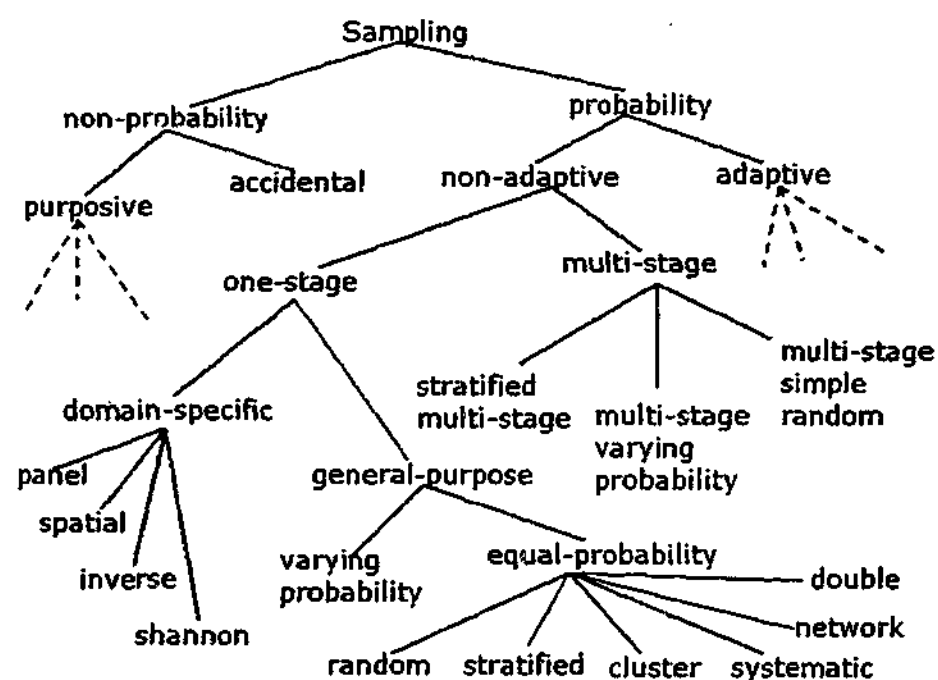 Sampling
non-probability
probability
purposive
accidental
non-adaptive
adaptive
one-stage
multi-stage
domain-specific
stratified
multi-stage
multi-stage
varying
probability
multi-stage
simple
random
panel
spatial
inverse
shannon
general-purpose
varying
probability
equal-probability
double
network
random
stratified
cluster
systematic